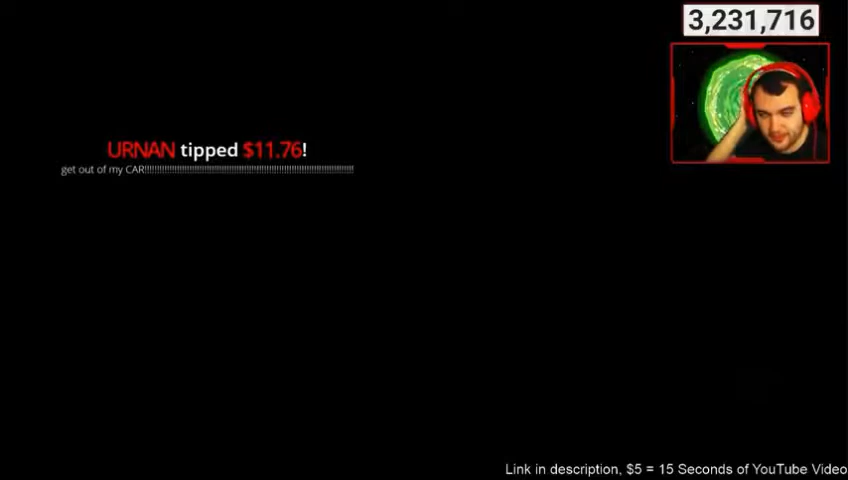 3,231,716
URNAN tipped $11.76!
get out of my CAR!!!!!!!!!!!!!!!!!!!!!!!!!!!!!!!!!!!!!!!!!!!!!!!!!!!!!!!!!!!!!!!!!!!!!!!!!!!!!!
Link in description, $5 = 15 Seconds of YouTube Video